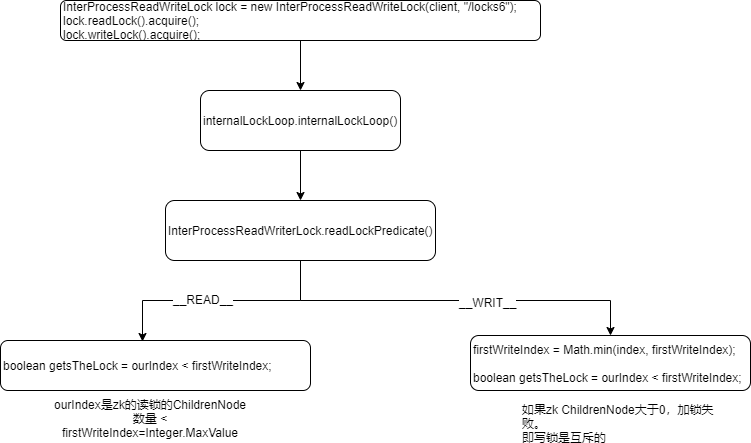 InterProcessReadWriteLock lock = new InterProcessReadWriteLock(client, "/locks6");
lock.readLock().acquire();
lock.writeLock().acquire();
internalLockLoop.internalLockLoop()
InterProcessReadWriterLock.readLockPredicate()
__READ__
__WRIT__
boolean getsTheLock = ourIndex < firstWriteIndex;
firstWriteIndex = Math.min(index, firstWriteIndex);
boolean getsTheLock = ourIndex < firstWriteIndex;
ourIndex是zk的读锁的ChildrenNode
数量 <
firstWriteIndex=Integer.MaxValue
如果zk ChildrenNode大于0，加锁失
败。
即写锁是互斥的